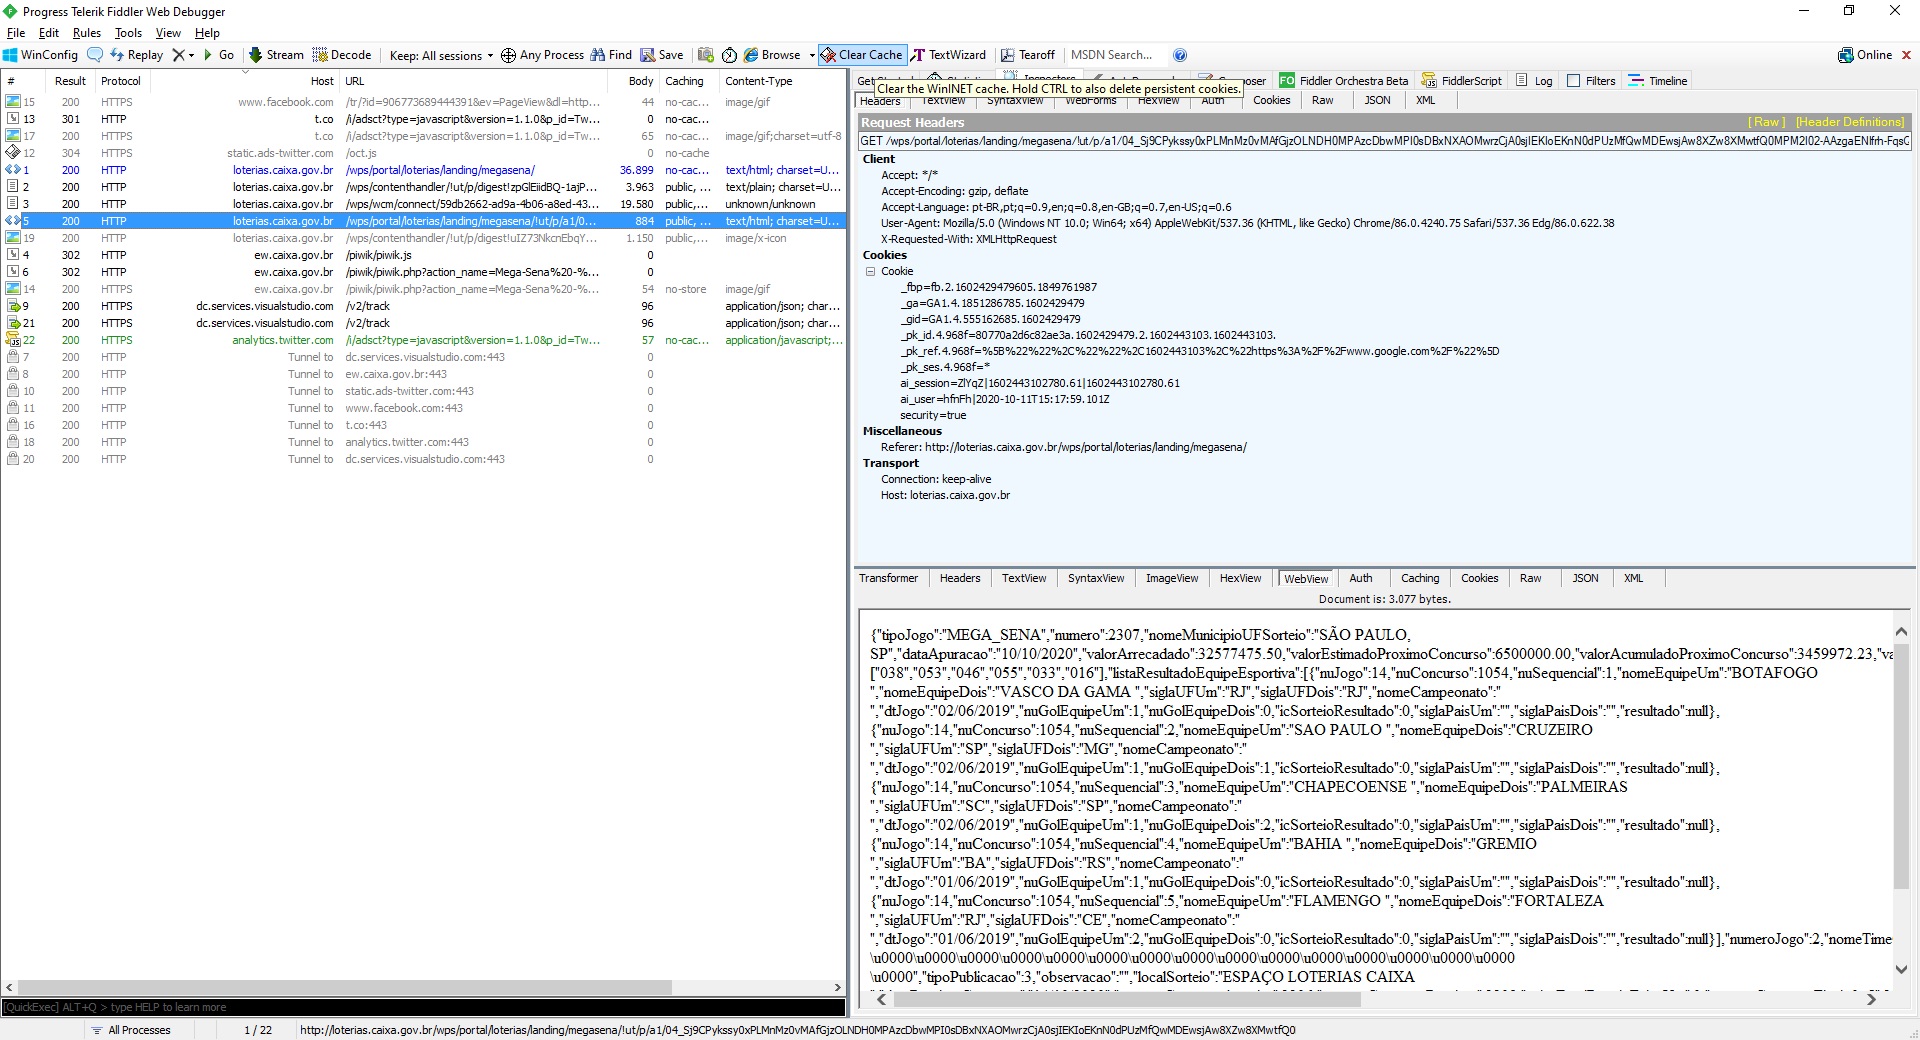 Progress Telerik Fiddler Web Debugger
File Edit Rules Tools View Help
WinConfig Replay Go Stream Decode Keep: All sessions Any Process Find Save Browse Clear Cache TextWizard Tearoff MSDN Search... Online
# Result Protocol Host URL Body Caching Content-Type
15 200 HTTPS www.facebook.com /tr/?id=906773689444391&ev=PageView&dl=http... 44 no-cac... image/gif
13 301 HTTP t.co /i/adsct?type=javascript&version=1.1.0&p_id=Tw... 0 no-cac...
17 200 HTTPS t.co /i/adsct?type=javascript&version=1.1.0&p_id=Tw... 65 no-cac... image/gif;charset=utf-8
12 304 HTTPS static.ads-twitter.com /oct.js 0 no-cache
1 200 HTTP loterias.caixa.gov.br /wps/portal/loterias/landing/megasena/ 36.899 no-cac... text/html; charset=U...
2 200 HTTP loterias.caixa.gov.br /wps/contenthandler/!ut/p/digest!zpGlEiidBQ-1ajP... 3.963 public, ... text/plain; charset=U...
3 200 HTTP loterias.caixa.gov.br /wps/wcm/connect/59db2662-ad9a-4b06-a8ed-43... 19.580 public, ... unknown/unknown
5 200 HTTP loterias.caixa.gov.br /wps/portal/loterias/landing/megasena/!ut/p/a1/0... 884 public, ... text/html; charset=U...
19 200 HTTP loterias.caixa.gov.br /wps/contenthandler/!ut/p/digest!uIZ73NkcnEbqY... 1.150 public,... image/x-icon
4 302 HTTP ew.caixa.gov.br /piwik/piwik.js 0
6 302 HTTP ew.caixa.gov.br /piwik/piwik.php?action_name=Mega-Sena%20-%... 0
14 200 HTTPS ew.caixa.gov.br /piwik/piwik.php?action_name=Mega-Sena%20-%... 54 no-store image/gif
9 200 HTTPS dc.services.visualstudio.com /v2/track 96 application/json; char...
21 200 HTTPS dc.services.visualstudio.com /v2/track 96 application/json; char...
22 200 HTTPS analytics.twitter.com /i/adsct?type=javascript&version=1.1.0&p_id=Tw... 57 no-cac... application/javascript;...
7 200 HTTP Tunnel to dc.services.visualstudio.com:443 0
8 200 HTTP Tunnel to ew.caixa.gov.br:443 0
10 200 HTTP Tunnel to static.ads-twitter.com:443 0
11 200 HTTP Tunnel to www.facebook.com:443 0
16 200 HTTP Tunnel to t.co:443 0
18 200 HTTP Tunnel to analytics.twitter.com:443 0
20 200 HTTP Tunnel to dc.services.visualstudio.com:443 0
[QuickExec] ALT+Q > type HELP to learn more
Fiddler Orchestra Beta FiddlerScript Log Filters Timeline
Clear the WinINET cache. Hold CTRL to also delete persistent cookies.
Headers TextView SyntaxView WebForms HexView Auth Cookies Raw JSON XML
Request Headers [ Raw ] [Header Definitions]
GET /wps/portal/loterias/landing/megasena/!ut/p/a1/04_Sj9CPykssy0xPLMnMz0vMAfGjzOLNDH0MPAzcDbwMPI0sDBxNXAOMwrzCjA0sjIEKIoEKnN0dPUzMfQwMDEwsjAw8XZw8XMwtfQ0MPM2I02-AAzgaENIfrh-FqsQ
Client
Accept: */*
Accept-Encoding: gzip, deflate
Accept-Language: pt-BR,pt;q=0.9,en;q=0.8,en-GB;q=0.7,en-US;q=0.6
User-Agent: Mozilla/5.0 (Windows NT 10.0; Win64; x64) AppleWebKit/537.36 (KHTML, like Gecko) Chrome/86.0.4240.75 Safari/537.36 Edg/86.0.622.38
X-Requested-With: XMLHttpRequest
Cookies
Cookie
_fbp=fb.2.1602429479605.1849761987
_ga=GA1.4.1851286785.1602429479
_gid=GA1.4.555162685.1602429479
_pk_id.4.968f=80770a2d6c82ae3a.1602429479.2.1602443103.1602443103.
_pk_ref.4.968f=%5B%22%22%2C%22%22%2C1602443103%2C%22https%3A%2F%2Fwww.google.com%2F%22%5D
_pk_ses.4.968f=*
ai_session=ZlYqZ|1602443102780.61|1602443102780.61
ai_user=hfnFh|2020-10-11T15:17:59.101Z
security=true
Miscellaneous
Referer: http://loterias.caixa.gov.br/wps/portal/loterias/landing/megasena/
Transport
Connection: keep-alive
Host: loterias.caixa.gov.br
Transformer Headers TextView SyntaxView ImageView HexView WebView Auth Caching Cookies Raw JSON XML
Document is: 3.077 bytes.
{"tipoJogo":"MEGA_SENA","numero":2307,"nomeMunicipioUFSorteio":"SÃO PAULO,
SP","dataApuracao":"10/10/2020","valorArrecadado":32577475.50,"valorEstimadoProximoConcurso":6500000.00,"valorAcumuladoProximoConcurso":3459972.23,"va
["038","053","046","055","033","016"],"listaResultadoEquipeEsportiva":[{"nuJogo":14,"nuConcurso":1054,"nuSequencial":1,"nomeEquipeUm":"BOTAFOGO
","nomeEquipeDois":"VASCO DA GAMA ","siglaUFUm":"RJ","siglaUFDois":"RJ","nomeCampeonato":"
","dtJogo":"02/06/2019","nuGolEquipeUm":1,"nuGolEquipeDois":0,"icSorteioResultado":0,"siglaPaisUm":"","siglaPaisDois":"","resultado":null},
{"nuJogo":14,"nuConcurso":1054,"nuSequencial":2,"nomeEquipeUm":"SAO PAULO ","nomeEquipeDois":"CRUZEIRO
","siglaUFUm":"SP","siglaUFDois":"MG","nomeCampeonato":"
","dtJogo":"02/06/2019","nuGolEquipeUm":1,"nuGolEquipeDois":1,"icSorteioResultado":0,"siglaPaisUm":"","siglaPaisDois":"","resultado":null},
{"nuJogo":14,"nuConcurso":1054,"nuSequencial":3,"nomeEquipeUm":"CHAPECOENSE ","nomeEquipeDois":"PALMEIRAS
","siglaUFUm":"SC","siglaUFDois":"SP","nomeCampeonato":"
","dtJogo":"02/06/2019","nuGolEquipeUm":1,"nuGolEquipeDois":2,"icSorteioResultado":0,"siglaPaisUm":"","siglaPaisDois":"","resultado":null},
{"nuJogo":14,"nuConcurso":1054,"nuSequencial":4,"nomeEquipeUm":"BAHIA ","nomeEquipeDois":"GREMIO
","siglaUFUm":"BA","siglaUFDois":"RS","nomeCampeonato":"
","dtJogo":"01/06/2019","nuGolEquipeUm":1,"nuGolEquipeDois":0,"icSorteioResultado":0,"siglaPaisUm":"","siglaPaisDois":"","resultado":null},
{"nuJogo":14,"nuConcurso":1054,"nuSequencial":5,"nomeEquipeUm":"FLAMENGO ","nomeEquipeDois":"FORTALEZA
","siglaUFUm":"RJ","siglaUFDois":"CE","nomeCampeonato":"
","dtJogo":"01/06/2019","nuGolEquipeUm":2,"nuGolEquipeDois":0,"icSorteioResultado":0,"siglaPaisUm":"","siglaPaisDois":"","resultado":null}],"numeroJogo":2,"nomeTime
\u0000\u0000\u0000\u0000\u0000\u0000\u0000\u0000\u0000\u0000\u0000\u0000\u0000\u0000\u0000
\u0000","tipoPublicacao":3,"observacao":"","localSorteio":"ESPAÇO LOTERIAS CAIXA
All Processes 1 / 22 http://loterias.caixa.gov.br/wps/portal/loterias/landing/megasena/!ut/p/a1/04_Sj9CPykssy0xPLMnMz0vMAfGjzOLNDH0MPAzcDbwMPI0sDBxNXAOMwrzCjA0sjIEKIoEKnN0dPUzMfQwMDEwsjAw8XZw8XMwtfQ0